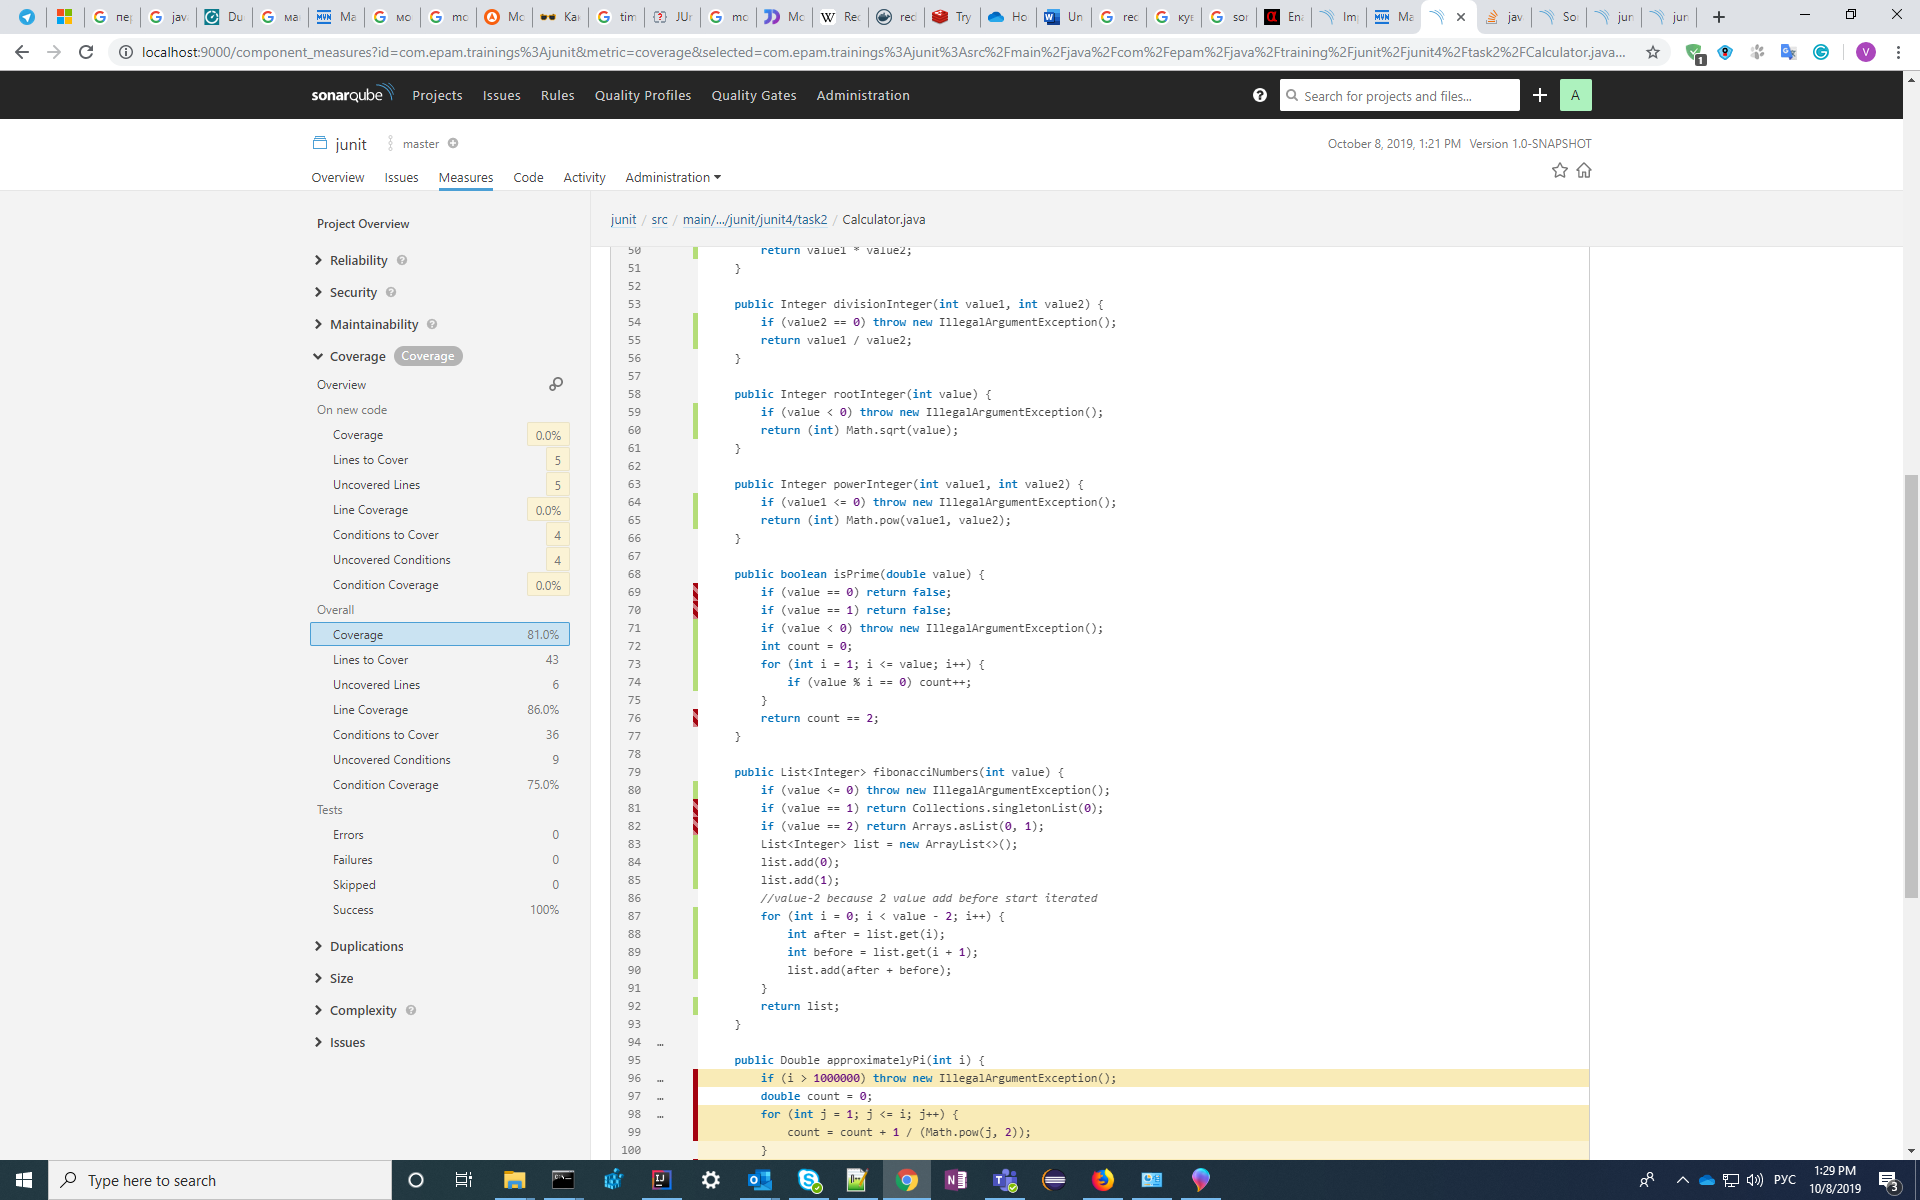 пе
jav
Du
ма
Ma
мо
mo
Mo
Ka
tim
JUr
mo
Mo
Rec
red
Try
Ho
Un
rec
ку
sor
En
Im
Ma
jav
So
jun
jun
localhost:9000/component_measures?id=com.epam.trainings%3Ajunit&metric=coverage&selected=com.epam.trainings%3Ajunit%3Asrc%2Fmain%2Fjava%2Fcom%2Fepam%2Fjava%2Ftraining%2Fjunit%2Fjunit4%2Ftask2%2FCalculator.java...
1
V
sonarqube Projects Issues Rules Quality Profiles Quality Gates Administration
Search for projects and files...
A
junit master
October 8, 2019, 1:21 PM Version 1.0-SNAPSHOT
Overview Issues Measures Code Activity Administration
Project Overview
Reliability
Security
Maintainability
Coverage Coverage
Overview
On new code
Coverage 0.0%
Lines to Cover 5
Uncovered Lines 5
Line Coverage 0.0%
Conditions to Cover 4
Uncovered Conditions 4
Condition Coverage 0.0%
Overall
Coverage 81.0%
Lines to Cover 43
Uncovered Lines 6
Line Coverage 86.0%
Conditions to Cover 36
Uncovered Conditions 9
Condition Coverage 75.0%
Tests
Errors 0
Failures 0
Skipped 0
Success 100%
Duplications
Size
Complexity
Issues
junit / src / main/.../junit/junit4/task2 / Calculator.java
50 return value1 * value2;
51 }
52
53 public Integer divisionInteger(int value1, int value2) {
54 if (value2 == 0) throw new IllegalArgumentException();
55 return value1 / value2;
56 }
57
58 public Integer rootInteger(int value) {
59 if (value < 0) throw new IllegalArgumentException();
60 return (int) Math.sqrt(value);
61 }
62
63 public Integer powerInteger(int value1, int value2) {
64 if (value1 <= 0) throw new IllegalArgumentException();
65 return (int) Math.pow(value1, value2);
66 }
67
68 public boolean isPrime(double value) {
69 if (value == 0) return false;
70 if (value == 1) return false;
71 if (value < 0) throw new IllegalArgumentException();
72 int count = 0;
73 for (int i = 1; i <= value; i++) {
74 if (value % i == 0) count++;
75 }
76 return count == 2;
77 }
78
79 public List<Integer> fibonacciNumbers(int value) {
80 if (value <= 0) throw new IllegalArgumentException();
81 if (value == 1) return Collections.singletonList(0);
82 if (value == 2) return Arrays.asList(0, 1);
83 List<Integer> list = new ArrayList<>();
84 list.add(0);
85 list.add(1);
86 //value-2 because 2 value add before start iterated
87 for (int i = 0; i < value - 2; i++) {
88 int after = list.get(i);
89 int before = list.get(i + 1);
90 list.add(after + before);
91 }
92 return list;
93 }
94 …
95 public Double approximatelyPi(int i) {
96 … if (i > 1000000) throw new IllegalArgumentException();
97 … double count = 0;
98 … for (int j = 1; j <= i; j++) {
99 count = count + 1 / (Math.pow(j, 2));
100 }
Type here to search
РУС
1:29 PM
10/8/2019
3